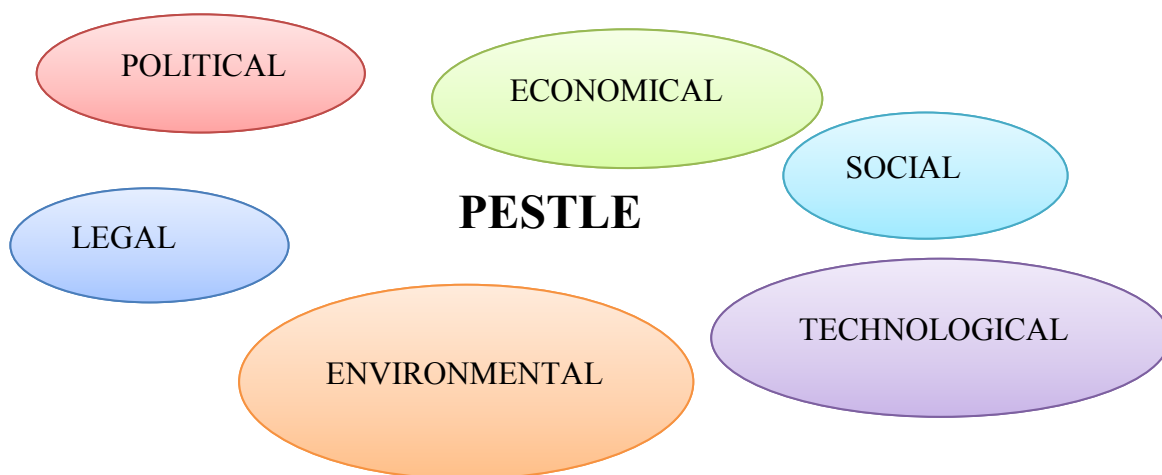 POLITICAL
ECONOMICAL
SOCIAL
PESTLE
LEGAL
TECHNOLOGICAL
ENVIRONMENTAL